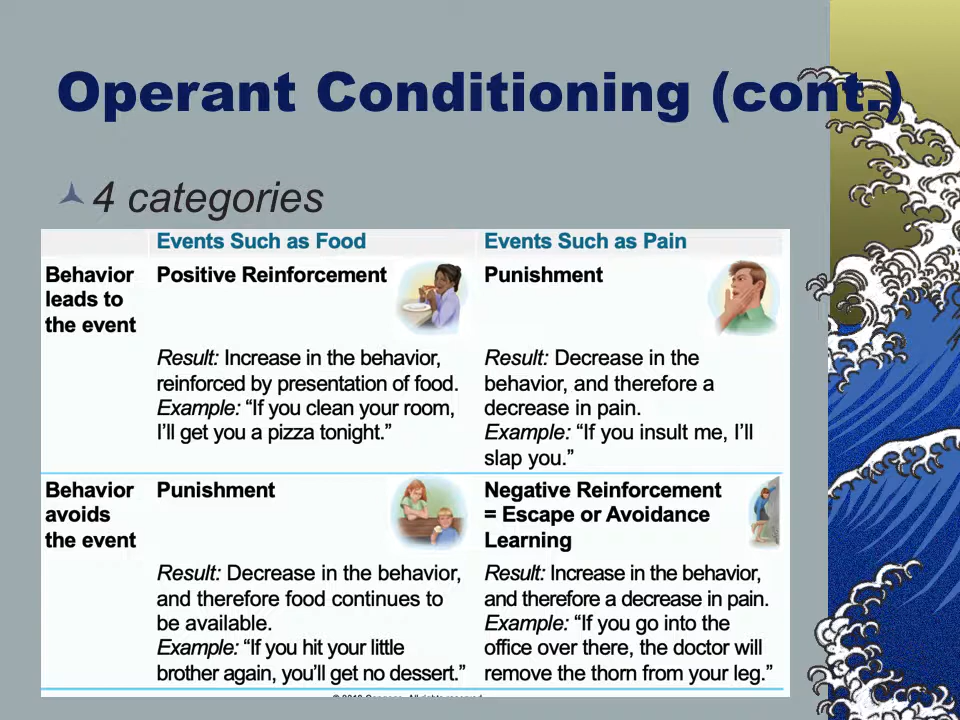 Operant Conditioning (cont.)
4 categories
Events Such as Food
Events Such as Pain
Behavior
leads to
the event
Positive Reinforcement
Result: Increase in the behavior,
reinforced by presentation of food.
Example: “If you clean your room,
I’ll get you a pizza tonight.”
Punishment
Result: Decrease in the
behavior, and therefore a
decrease in pain.
Example: “If you insult me, I’ll
slap you.”
Behavior
avoids
the event
Punishment
Result: Decrease in the behavior,
and therefore food continues to
be available.
Example: “If you hit your little
brother again, you’ll get no dessert.”
Negative Reinforcement
= Escape or Avoidance
Learning
Result: Increase in the behavior,
and therefore a decrease in pain.
Example: “If you go into the
office over there, the doctor will
remove the thorn from your leg.”